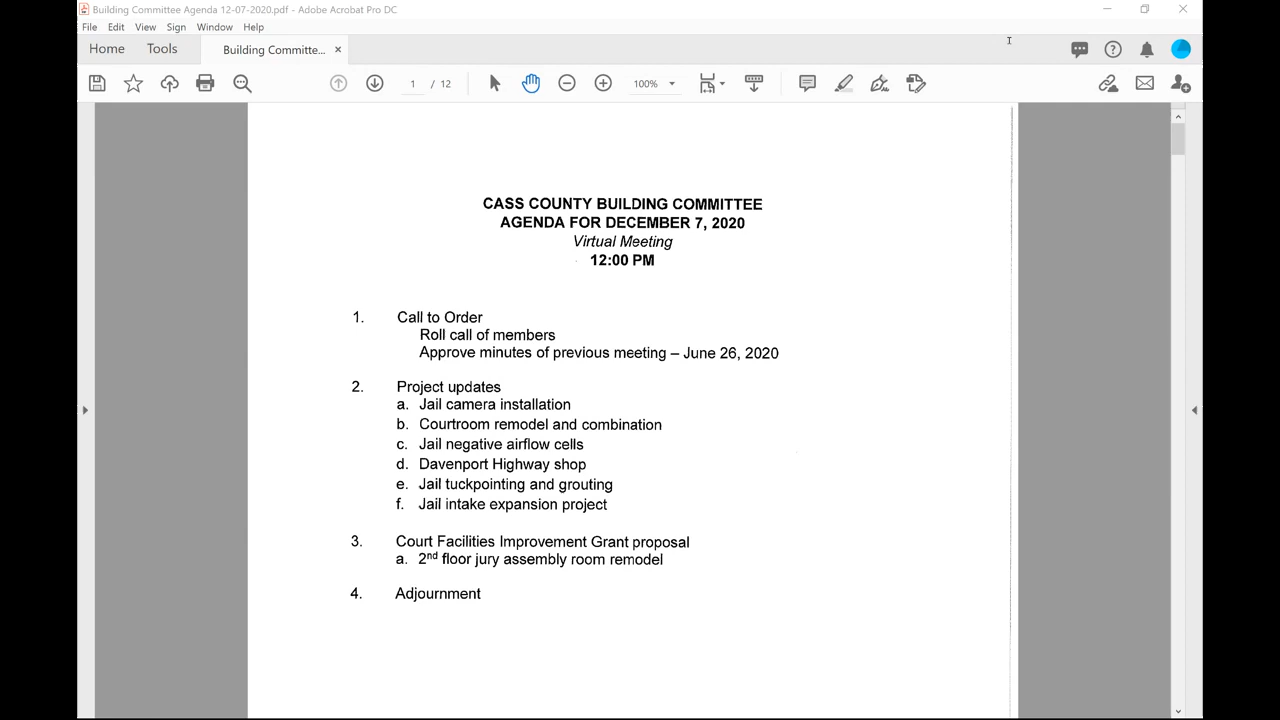 Building Committee Agenda 12-07-2020.pdf - Adobe Acrobat Pro DC
File Edit View Sign Window Help
Home Tools Building Committe... ×
1 / 12 100%
CASS COUNTY BUILDING COMMITTEE
AGENDA FOR DECEMBER 7, 2020
Virtual Meeting
12:00 PM
1. Call to Order
Roll call of members
Approve minutes of previous meeting – June 26, 2020
2. Project updates
a. Jail camera installation
b. Courtroom remodel and combination
c. Jail negative airflow cells
d. Davenport Highway shop
e. Jail tuckpointing and grouting
f. Jail intake expansion project
3. Court Facilities Improvement Grant proposal
a. 2nd floor jury assembly room remodel
4. Adjournment